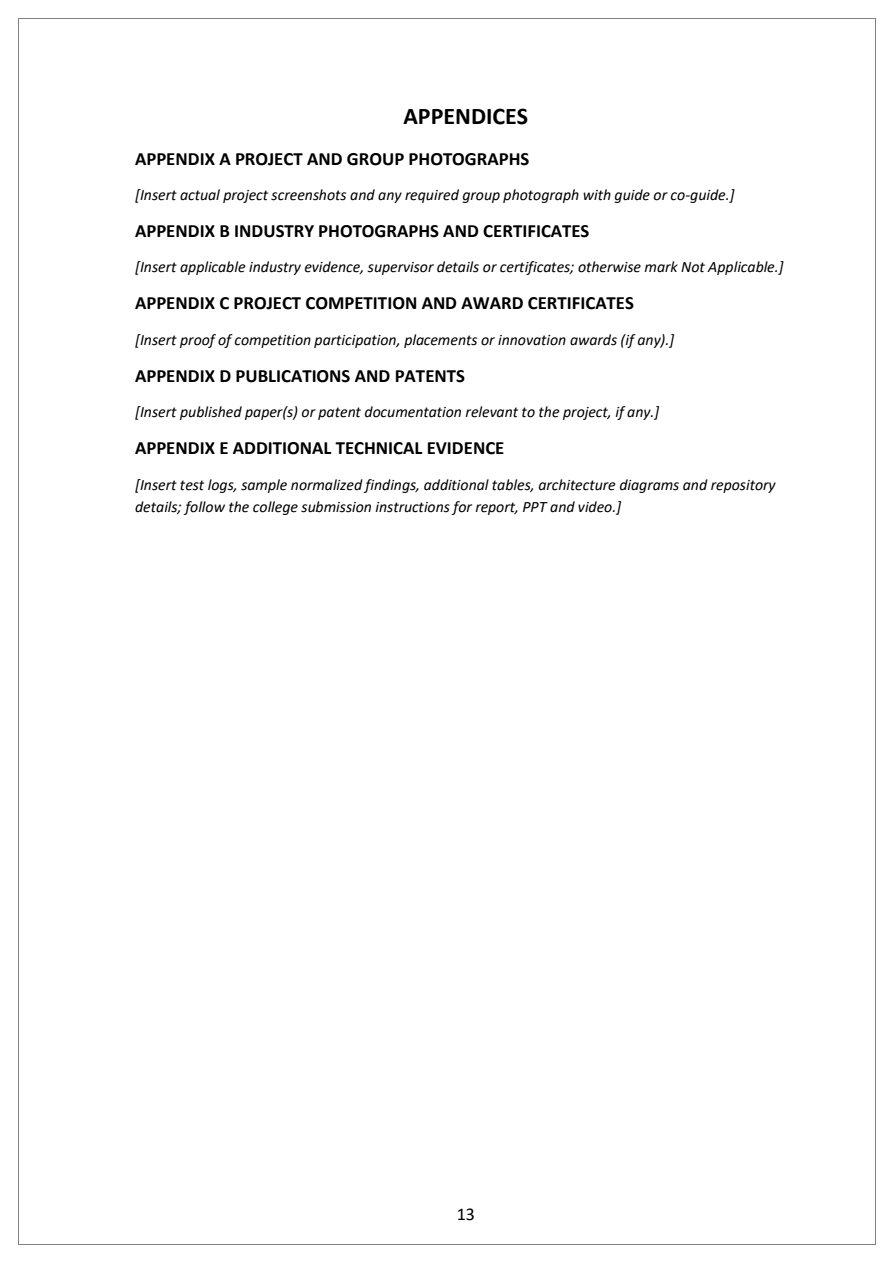 APPENDICES
APPENDIX A PROJECT AND GROUP PHOTOGRAPHS
[Insert actual project screenshots and any required group photograph with guide or co-guide.]
APPENDIX B INDUSTRY PHOTOGRAPHS AND CERTIFICATES
[Insert applicable industry evidence, supervisor details or certificates; otherwise mark Not Applicable.]
APPENDIX C PROJECT COMPETITION AND AWARD CERTIFICATES
[Insert proof of competition participation, placements or innovation awards (if any).]
APPENDIX D PUBLICATIONS AND PATENTS
[Insert published paper(s) or patent documentation relevant to the project, if any.]
APPENDIX E ADDITIONAL TECHNICAL EVIDENCE
[Insert test logs, sample normalized findings, additional tables, architecture diagrams and repository
details; follow the college submission instructions for report, PPT and video.]
13